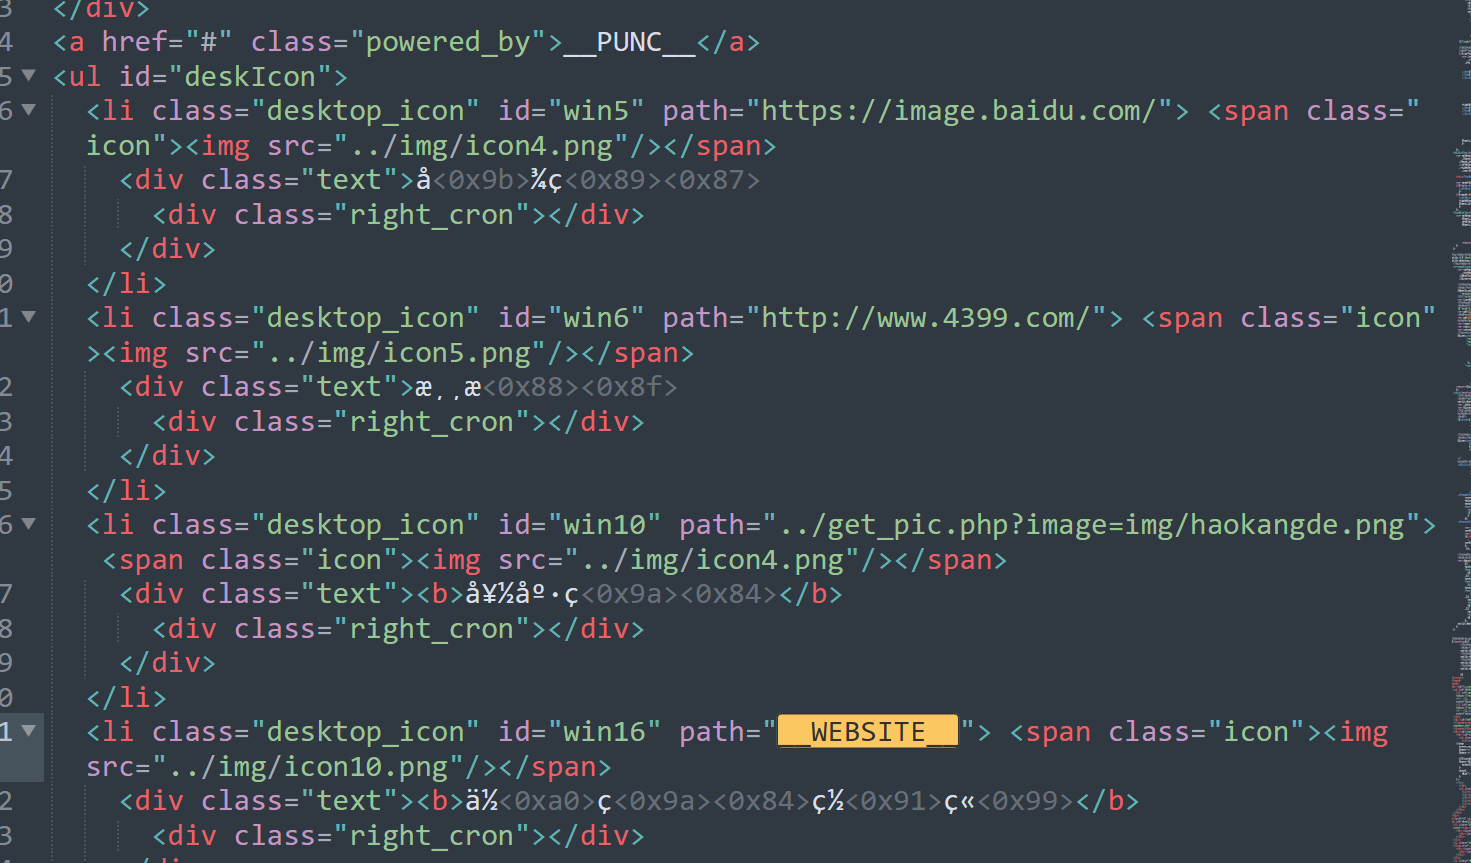 3 </div>
4 <a href="#" class="powered_by">__PUNC__</a>
5 <ul id="deskIcon">
6 <li class="desktop_icon" id="win5" path="https://image.baidu.com/"> <span class="
icon"><img src="../img/icon4.png"/></span>
7 <div class="text">å<0x9b>¾ç<0x89><0x87>
8 <div class="right_cron"></div>
9 </div>
0 </li>
1 <li class="desktop_icon" id="win6" path="http://www.4399.com/"> <span class="icon"
><img src="../img/icon5.png"/></span>
2 <div class="text">æ¸¸æ<0x88><0x8f>
3 <div class="right_cron"></div>
4 </div>
5 </li>
6 <li class="desktop_icon" id="win10" path="../get_pic.php?image=img/haokangde.png">
<span class="icon"><img src="../img/icon4.png"/></span>
7 <div class="text"><b>å¥½åº·ç<0x9a><0x84></b>
8 <div class="right_cron"></div>
9 </div>
0 </li>
1 <li class="desktop_icon" id="win16" path="__WEBSITE__"> <span class="icon"><img
src="../img/icon10.png"/></span>
2 <div class="text"><b>ä½<0xa0>ç<0x9a><0x84>ç½<0x91>ç«<0x99></b>
3 <div class="right_cron"></div>